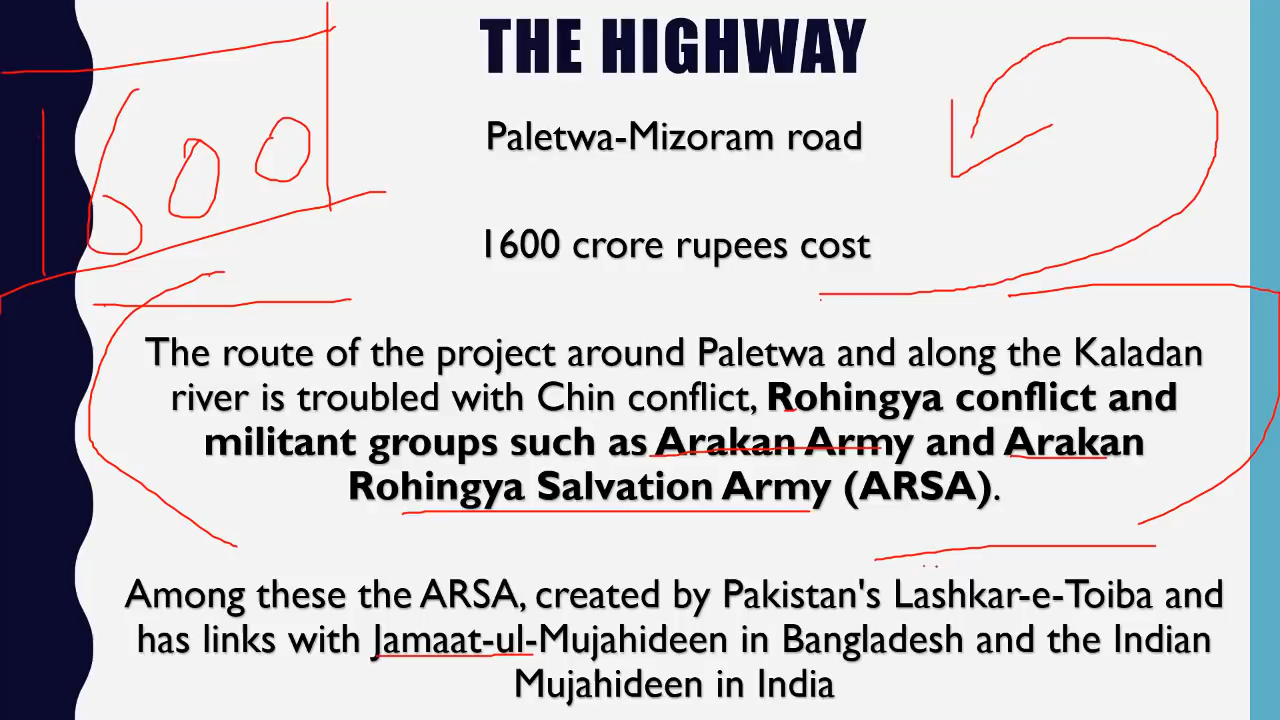 THE HIGHWAY
1600
Paletwa-Mizoram road
1600 crore rupees cost
The route of the project around Paletwa and along the Kaladan
river is troubled with Chin conflict, Rohingya conflict and
militant groups such as Arakan Army and Arakan
Rohingya Salvation Army (ARSA).
Among these the ARSA, created by Pakistan's Lashkar-e-Toiba and
has links with Jamaat-ul-Mujahideen in Bangladesh and the Indian
Mujahideen in India